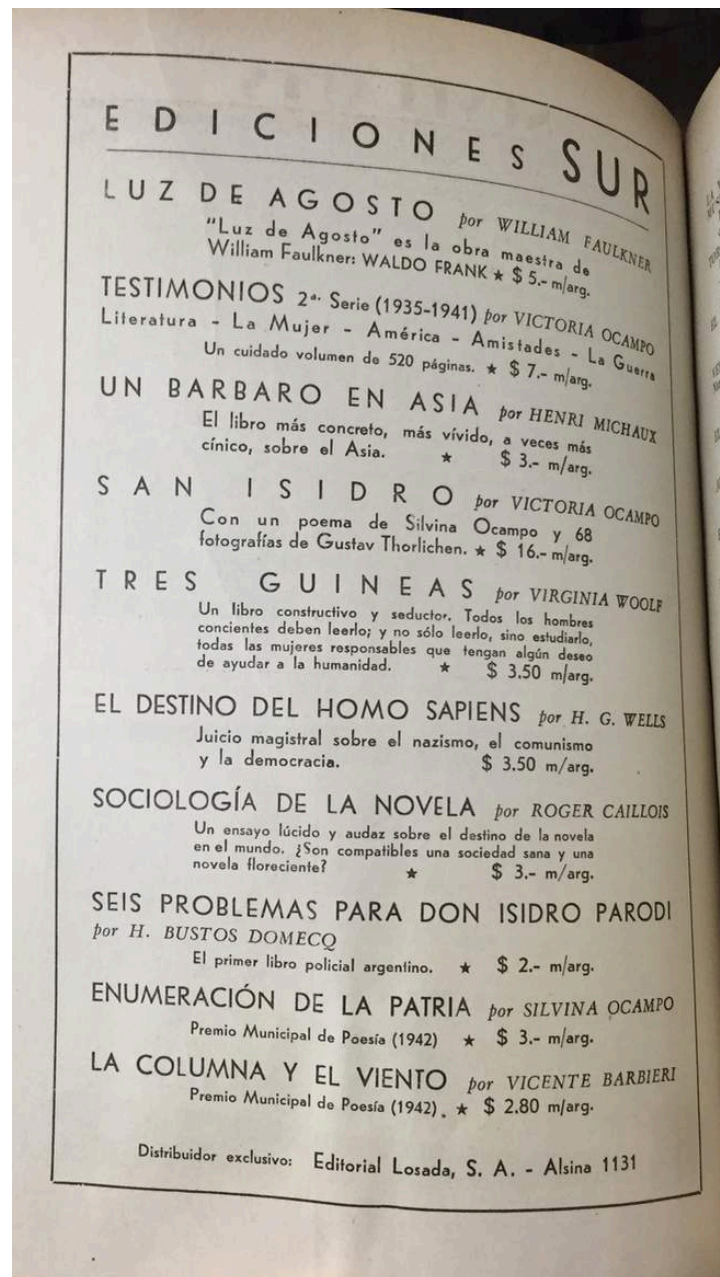 EDICIONES SUR
LUZ DE AGOSTO por WILLIAM FAULKNER
"Luz de Agosto" es la obra maestra de
William Faulkner: WALDO FRANK ★ $ 5.- m/arg.
TESTIMONIOS 2ª. Serie (1935-1941) por VICTORIA OCAMPO
Literatura - La Mujer - América - Amistades - La Guerra
Un cuidado volumen de 520 páginas. ★ $ 7.- m/arg.
UN BARBARO EN ASIA por HENRI MICHAUX
El libro más concreto, más vívido, a veces más
cínico, sobre el Asia. ★ $ 3.- m/arg.
SAN ISIDRO por VICTORIA OCAMPO
Con un poema de Silvina Ocampo y 68
fotografías de Gustav Thorlichen. ★ $ 16.- m/arg.
TRES GUINEAS por VIRGINIA WOOLF
Un libro constructivo y seductor. Todos los hombres
concientes deben leerlo; y no sólo leerlo, sino estudiarlo,
todas las mujeres responsables que tengan algún deseo
de ayudar a la humanidad. ★ $ 3.50 m/arg.
EL DESTINO DEL HOMO SAPIENS por H. G. WELLS
Juicio magistral sobre el nazismo, el comunismo
y la democracia. $ 3.50 m/arg.
SOCIOLOGÍA DE LA NOVELA por ROGER CAILLOIS
Un ensayo lúcido y audaz sobre el destino de la novela
en el mundo. ¿Son compatibles una sociedad sana y una
novela floreciente? ★ $ 3.- m/arg.
SEIS PROBLEMAS PARA DON ISIDRO PARODI
por H. BUSTOS DOMECQ
El primer libro policial argentino. ★ $ 2.- m/arg.
ENUMERACIÓN DE LA PATRIA por SILVINA OCAMPO
Premio Municipal de Poesía (1942) ★ $ 3.- m/arg.
LA COLUMNA Y EL VIENTO por VICENTE BARBIERI
Premio Municipal de Poesía (1942). ★ $ 2.80 m/arg.
Distribuidor exclusivo: Editorial Losada, S. A. - Alsina 1131